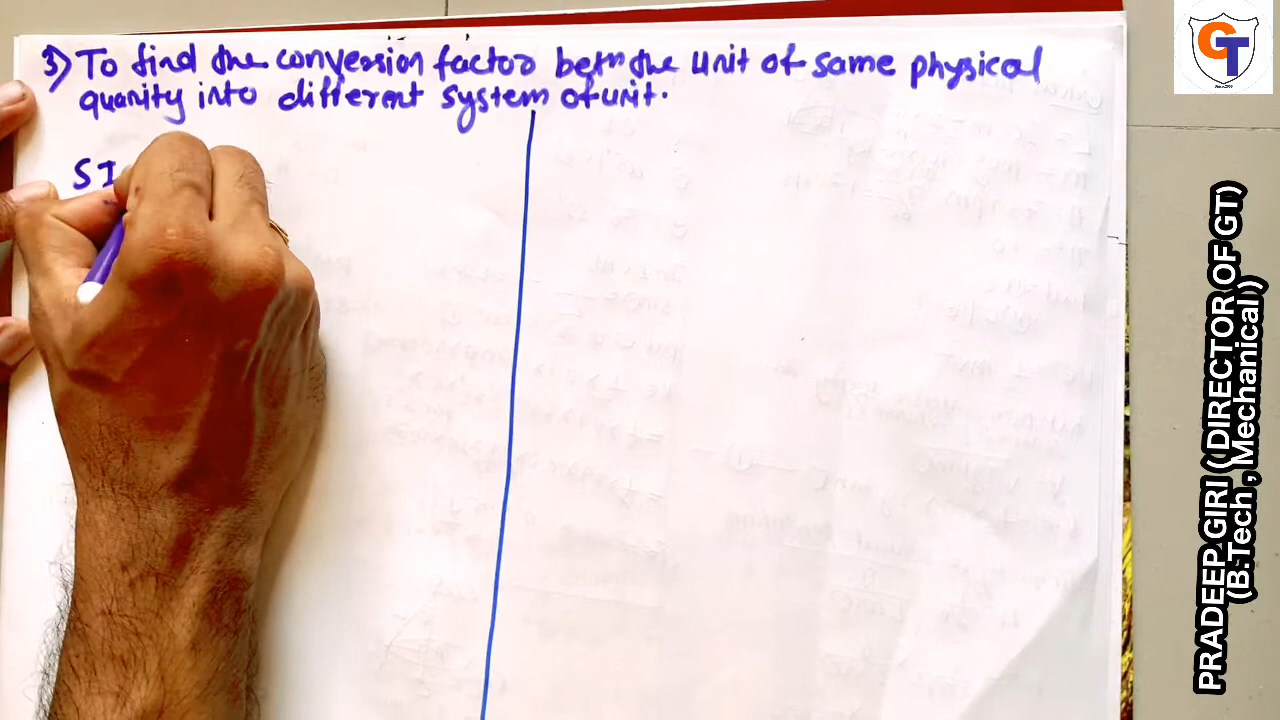 3) To find the conversion factor betn the unit of same physical
quanity into different system of unit.
SI
GT
PRADEEP GIRI ( DIRECTOR OF GT)
(B.Tech , Mechanical )